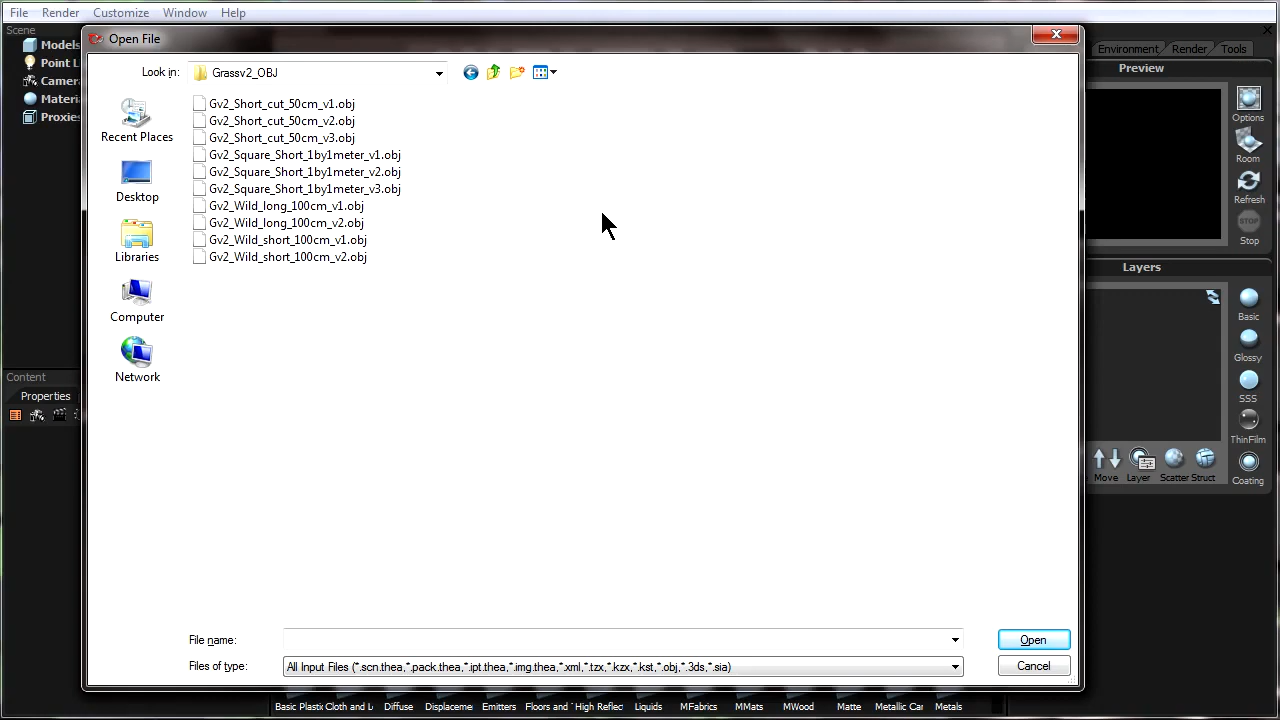 File Render Customize Window Help
Scene
Models
Point L
Camera
Materia
Proxies
Content
Properties
Open File
Look in: Grassv2_OBJ
Recent Places
Desktop
Libraries
Computer
Network
Gv2_Short_cut_50cm_v1.obj
Gv2_Short_cut_50cm_v2.obj
Gv2_Short_cut_50cm_v3.obj
Gv2_Square_Short_1by1meter_v1.obj
Gv2_Square_Short_1by1meter_v2.obj
Gv2_Square_Short_1by1meter_v3.obj
Gv2_Wild_long_100cm_v1.obj
Gv2_Wild_long_100cm_v2.obj
Gv2_Wild_short_100cm_v1.obj
Gv2_Wild_short_100cm_v2.obj
File name: Open
Files of type: All Input Files (*.scn.thea,*.pack.thea,*.ipt.thea,*.img.thea,*.xml,*.tzx,*.kzx,*.kst,*.obj,*.3ds,*.sia) Cancel
Environment Render Tools
Preview
Options
Room
Refresh
STOP
Stop
Layers
Basic
Glossy
SSS
ThinFilm
Coating
Move Layer Scatter Struct
Basic Plastic Cloth and L Diffuse Displaceme Emitters Floors and High Reflec Liquids MFabrics MMats MWood Matte Metallic Car Metals